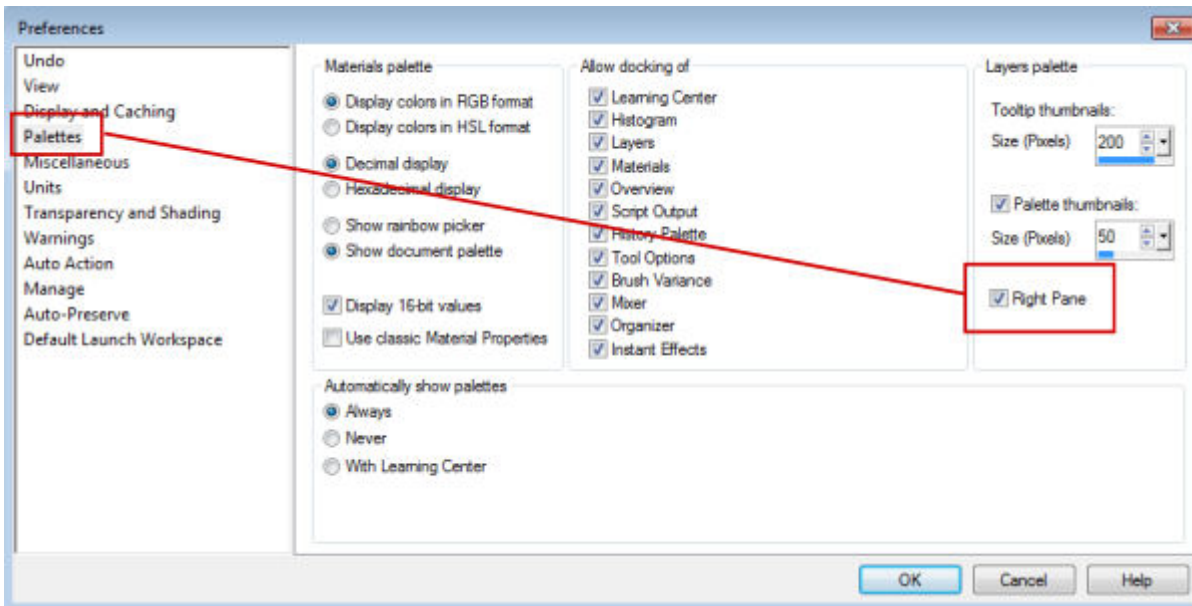 Preferences
Undo
View
Display and Caching
Palettes
Miscellaneous
Units
Transparency and Shading
Warnings
Auto Action
Manage
Auto-Preserve
Default Launch Workspace
Materials palette
Display colors in RGB format
Display colors in HSL format
Decimal display
Hexadecimal display
Show rainbow picker
Show document palette
Display 16-bit values
Use classic Material Properties
Allow docking of
Learning Center
Histogram
Layers
Materials
Overview
Script Output
History Palette
Tool Options
Brush Variance
Mixer
Organizer
Instant Effects
Layers palette
Tooltip thumbnails:
Size (Pixels) 200
Palette thumbnails:
Size (Pixels) 50
Right Pane
Automatically show palettes
Always
Never
With Learning Center
OK Cancel Help